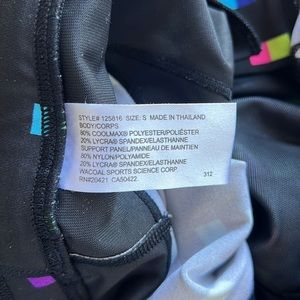 STYLE# 125816 SIZE: S MADE IN THAILAND
BODY/CORPS
80% COOLMAX® POLYESTER/POLIÉSTER
20% LYCRA® SPANDEX/ELASTHANNE
SUPPORT PANEL/PANNEAU DE MAINTIEN
80% NYLON/POLYAMIDE
20% LYCRA® SPANDEX/ELASTHANNE
WACOAL SPORTS SCIENCE CORP.
RN#20421 CA50422 312